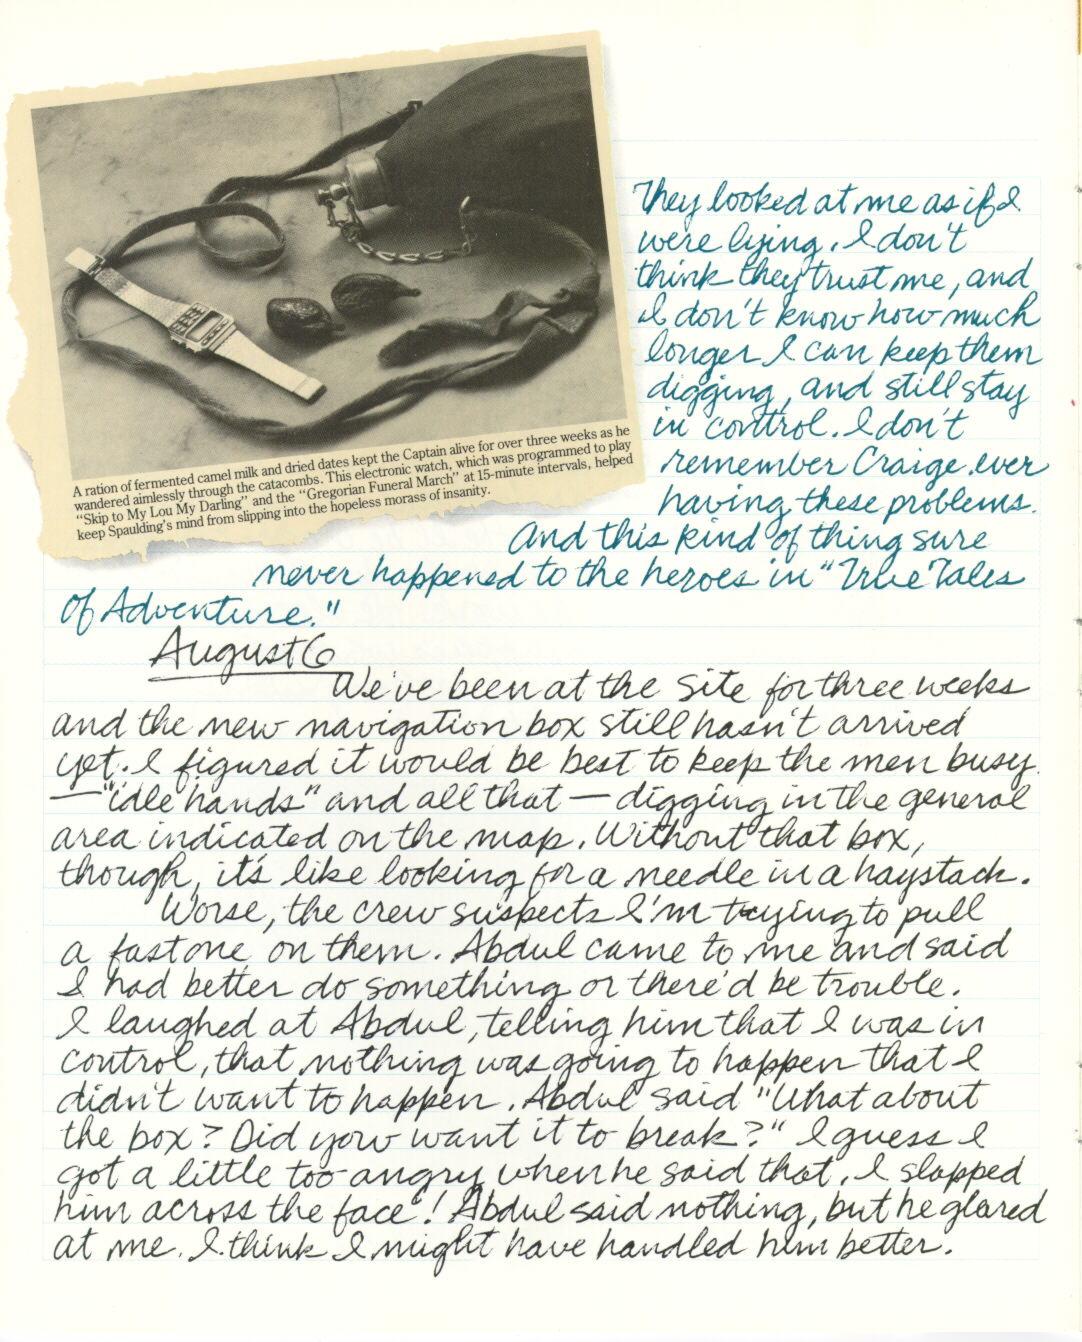 A ration of fermented camel milk and dried dates kept the Captain alive for over three weeks as he
wandered aimlessly through the catacombs. This electronic watch, which was programmed to play
"Skip to My Lou My Darling" and the "Gregorian Funeral March" at 15-minute intervals, helped
keep Spaulding's mind from slipping into the hopeless morass of insanity.
They looked at me as if I
were lying. I don't
think they trust me, and
I don't know how much
longer I can keep them
digging, and still stay
in control. I don't
remember Craige ever
having these problems.
And this kind of thing sure
never happened to the heroes in "True Tales
of Adventure."
August 6
We've been at the site for three weeks
and the new navigation box still hasn't arrived
yet. I figured it would be best to keep the men busy
— "idle hands" and all that — digging in the general
area indicated on the map. Without that box,
though, it's like looking for a needle in a haystack.
Worse, the crew suspects I'm trying to pull
a fast one on them. Abdul came to me and said
I had better do something or there'd be trouble.
I laughed at Abdul, telling him that I was in
control, that nothing was going to happen that I
didn't want to happen. Abdul said "What about
the box? Did you want it to break?" I guess I
got a little too angry when he said that. I slapped
him across the face! Abdul said nothing, but he glared
at me. I think I might have handled him better.